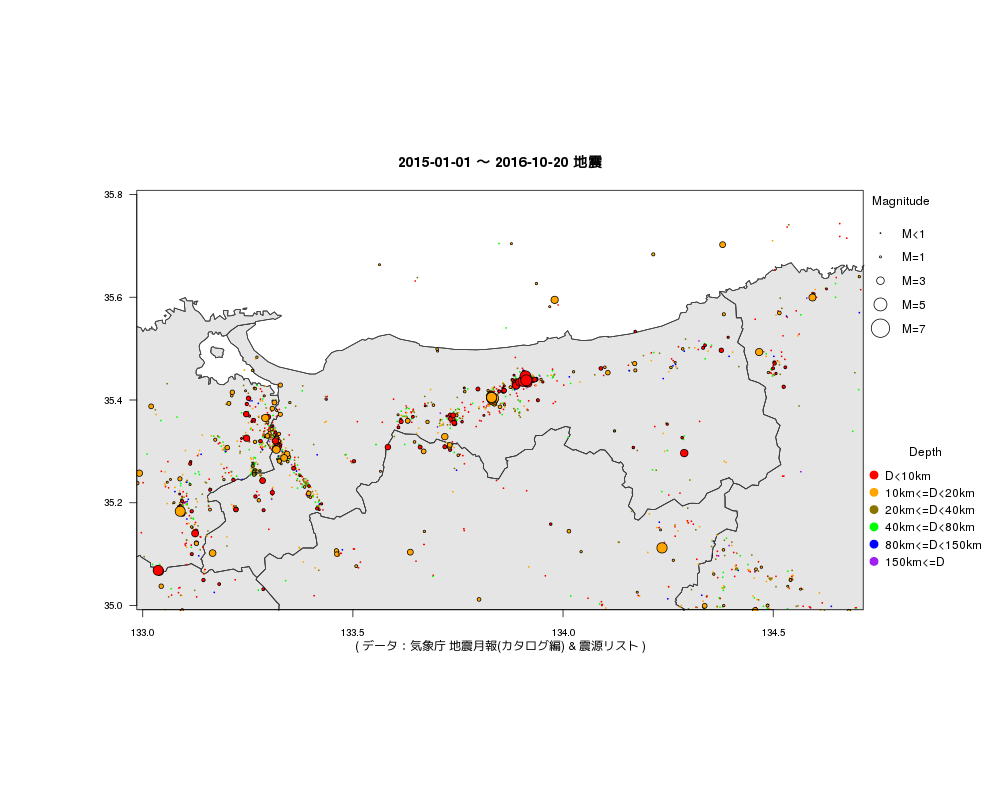 2015-01-01 ～ 2016-10-20 地震
Magnitude
M<1
M=1
M=3
M=5
M=7
Depth
D<10km
10km<=D<20km
20km<=D<40km
40km<=D<80km
80km<=D<150km
150km<=D
35.8
35.6
35.4
35.2
35.0
133.0 133.5 134.0 134.5
( データ：気象庁 地震月報(カタログ編) & 震源リスト )